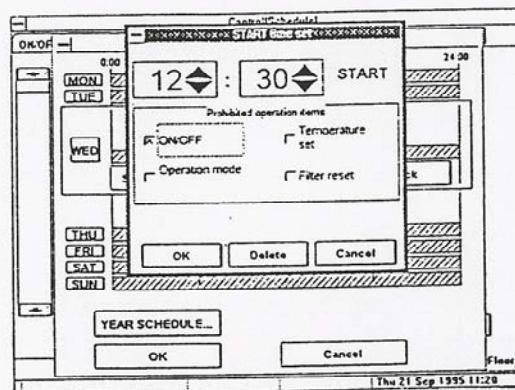 Control[Schedule]
START time set
0:00
24:00
MON
TUE
WED
THU
FRI
SAT
SUN
12 : 30 START
Prohibited operation items
ON/OFF
Temperature set
Operation mode
Filter reset
OK Delete Cancel
YEAR SCHEDULE...
OK Cancel
Floor
Thu 21 Sep 1995 11:20